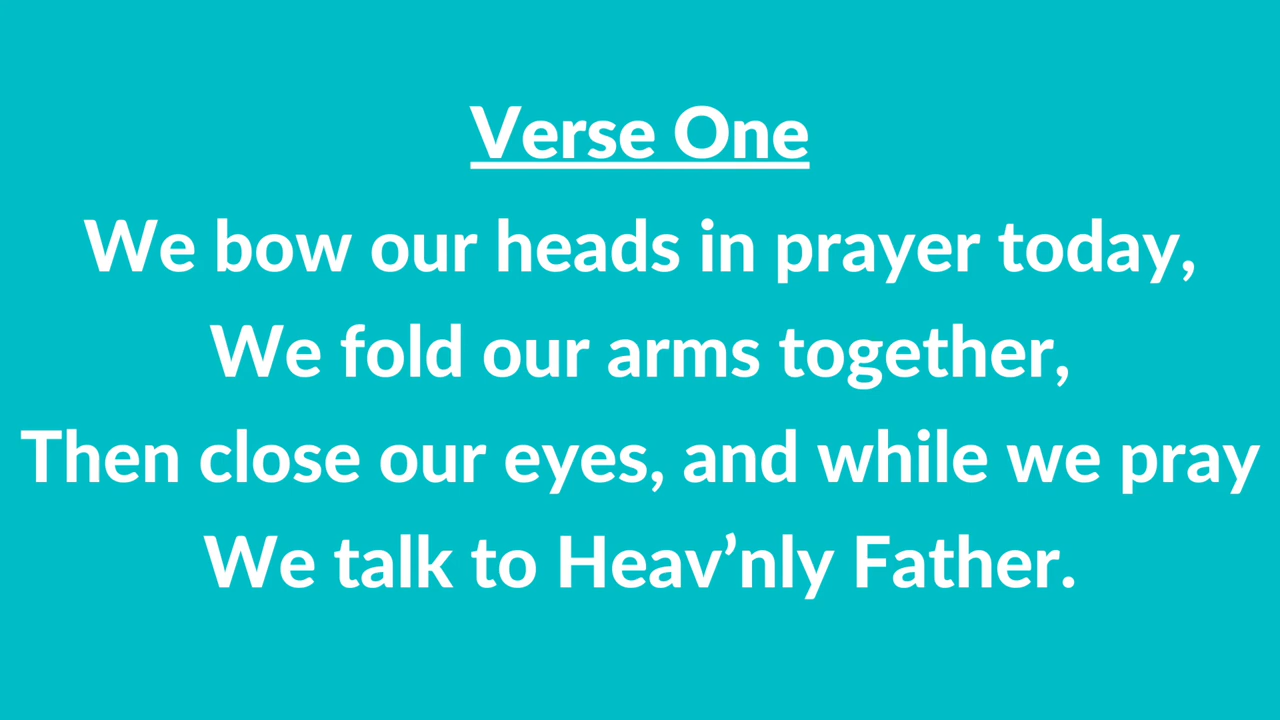 Verse One
We bow our heads in prayer today,
We fold our arms together,
Then close our eyes, and while we pray
We talk to Heav’nly Father.